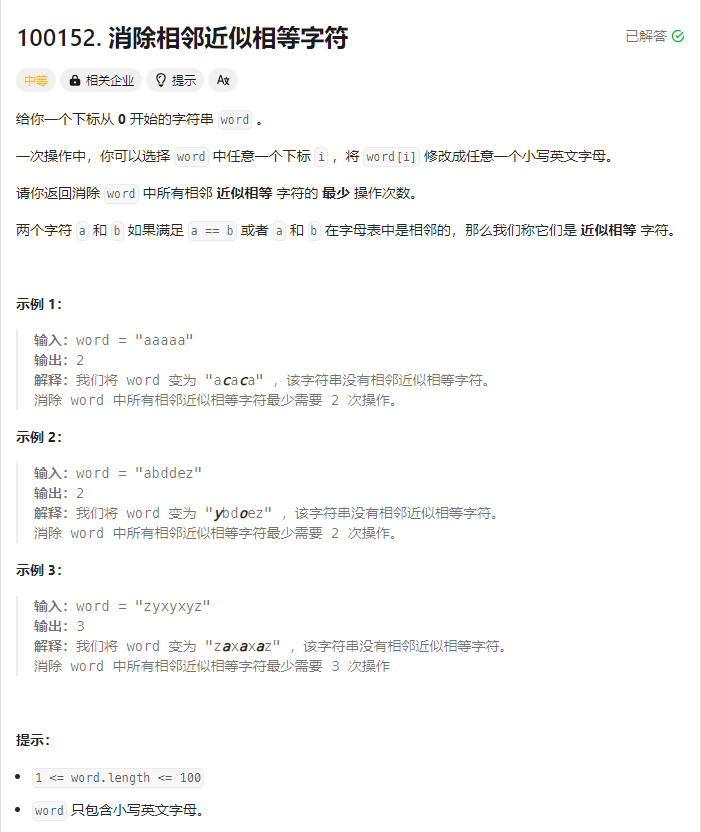 100152. 消除相邻近似相等字符
已解答
中等 相关企业 提示 Aあ
给你一个下标从 0 开始的字符串 word 。
一次操作中，你可以选择 word 中任意一个下标 i ，将 word[i] 修改成任意一个小写英文字母。
请你返回消除 word 中所有相邻 近似相等 字符的 最少 操作次数。
两个字符 a 和 b 如果满足 a == b 或者 a 和 b 在字母表中是相邻的，那么我们称它们是 近似相等 字符。
示例 1：
输入：word = "aaaaa"
输出：2
解释：我们将 word 变为 "acaca" ，该字符串没有相邻近似相等字符。
消除 word 中所有相邻近似相等字符最少需要 2 次操作。
示例 2：
输入：word = "abddez"
输出：2
解释：我们将 word 变为 "ybdoez" ，该字符串没有相邻近似相等字符。
消除 word 中所有相邻近似相等字符最少需要 2 次操作。
示例 3：
输入：word = "zyxyxyz"
输出：3
解释：我们将 word 变为 "zaxaxaz" ，该字符串没有相邻近似相等字符。
消除 word 中所有相邻近似相等字符最少需要 3 次操作
提示：
• 1 <= word.length <= 100
• word 只包含小写英文字母。